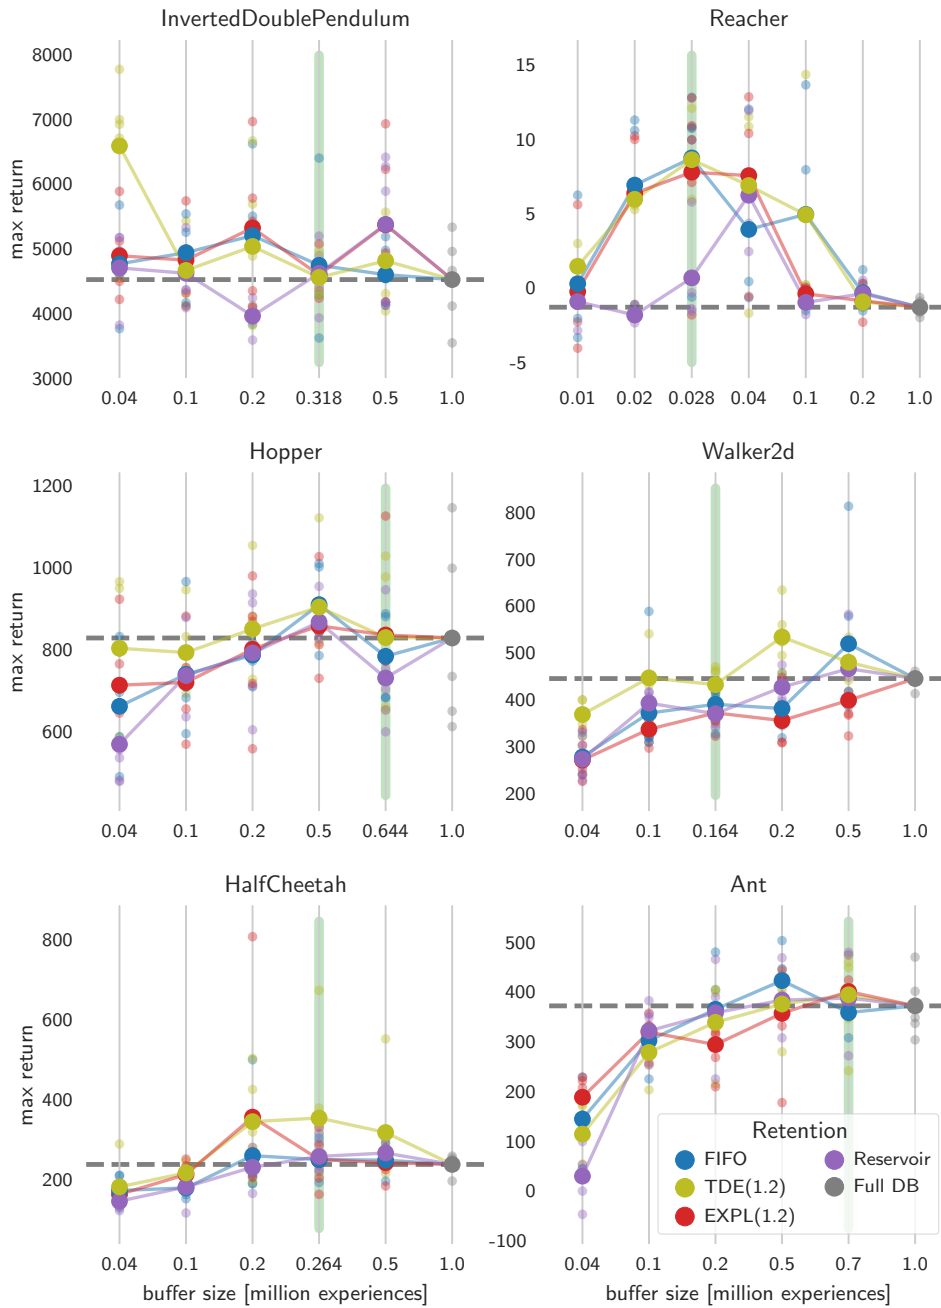 InvertedDoublePendulum
Reacher
max return
8000
7000
6000
5000
4000
3000
0.04 0.1 0.2 0.318 0.5 1.0
15
10
5
0
-5
0.01 0.02 0.028 0.04 0.1 0.2 1.0
Hopper
Walker2d
max return
1200
1000
800
600
0.04 0.1 0.2 0.5 0.644 1.0
800
700
600
500
400
300
200
0.04 0.1 0.164 0.2 0.5 1.0
HalfCheetah
Ant
max return
800
600
400
200
0.04 0.1 0.2 0.264 0.5 1.0
buffer size [million experiences]
500
400
300
200
100
0
-100
0.04 0.1 0.2 0.5 0.7 1.0
buffer size [million experiences]
Retention
FIFO
TDE(1.2)
EXPL(1.2)
Reservoir
Full DB